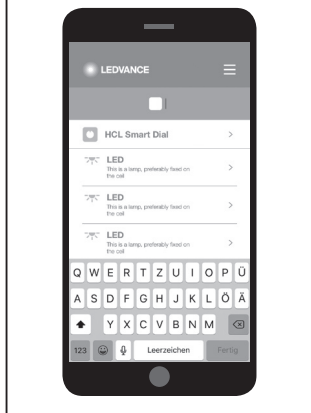 LEDVANCE
HCL Smart Dial
LED
This is a lamp, preferably fixed on
the ceil
LED
This is a lamp, preferably fixed on
the ceil
LED
This is a lamp, preferably fixed on
the ceil
Q W E R T Z U I O P Ü
A S D F G H J K L Ö Ä
Y X C V B N M
123 Leerzeichen Fertig